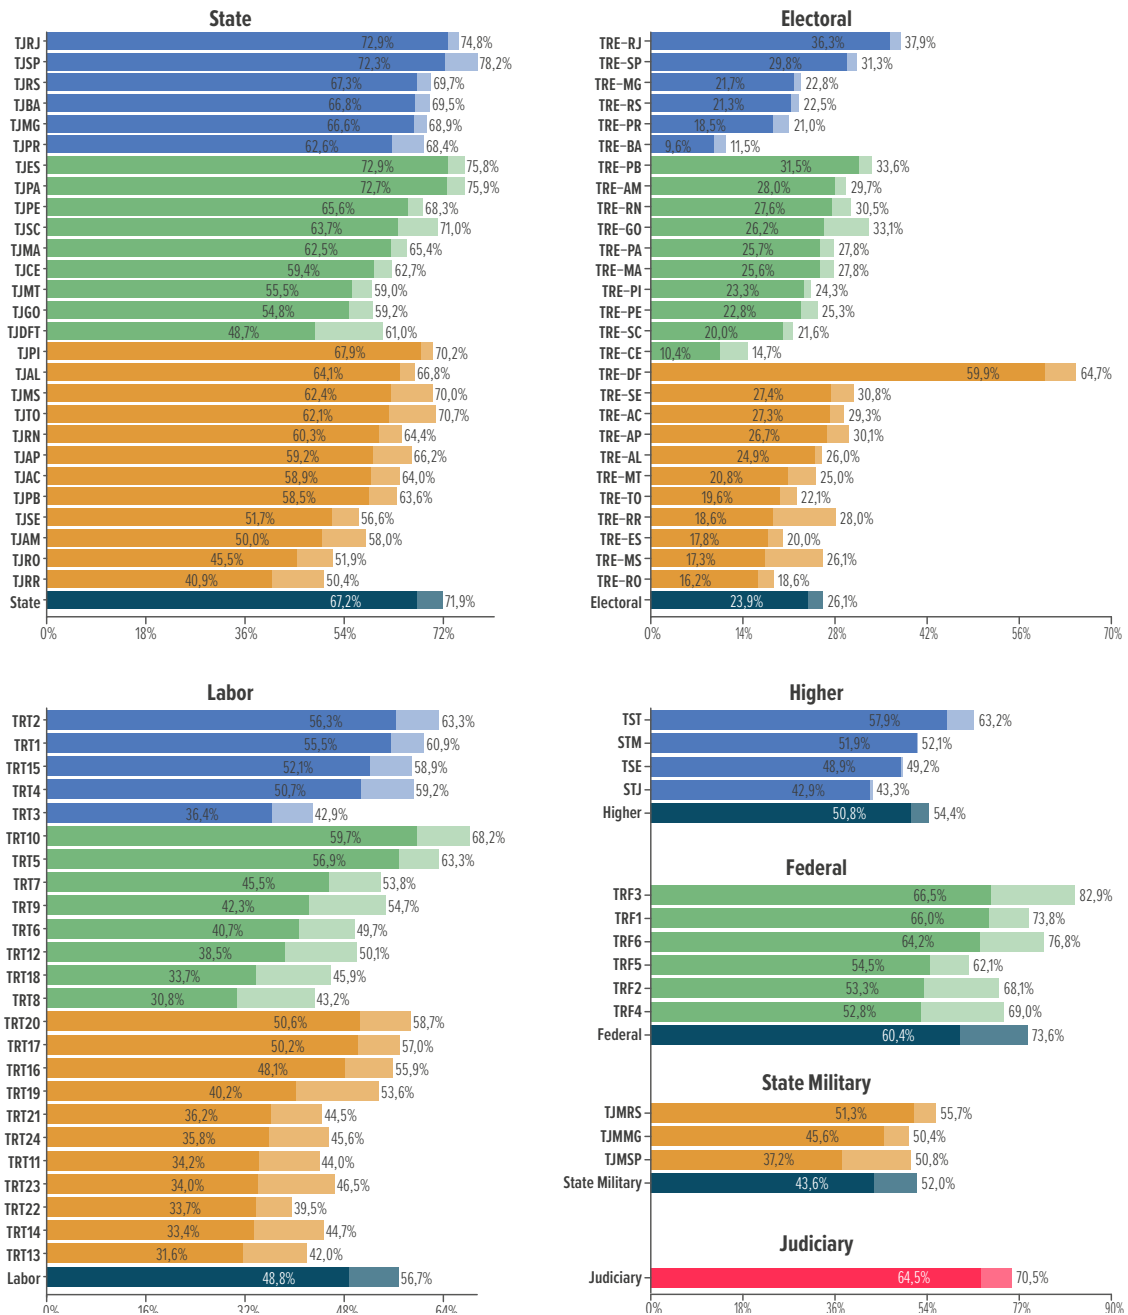 State
TJRJ 72,9% 74,8%
TJSP 72,3% 78,2%
TJRS 67,3% 69,7%
TJBA 66,8% 69,5%
TJMG 66,6% 68,9%
TJPR 62,6% 68,4%
TJES 72,9% 75,8%
TJPA 72,7% 75,9%
TJPE 65,6% 68,3%
TJSC 63,7% 71,0%
TJMA 62,5% 65,4%
TJCE 59,4% 62,7%
TJMT 55,5% 59,0%
TJGO 54,8% 59,2%
TJDFT 48,7% 61,0%
TJPI 67,9% 70,2%
TJAL 64,1% 66,8%
TJMS 62,4% 70,0%
TJTO 62,1% 70,7%
TJRN 60,3% 64,4%
TJAP 59,2% 66,2%
TJAC 58,9% 64,0%
TJPB 58,5% 63,6%
TJSE 51,7% 56,6%
TJAM 50,0% 58,0%
TJRO 45,5% 51,9%
TJRR 40,9% 50,4%
State 67,2% 71,9%
0% 18% 36% 54% 72%
Electoral
TRE-RJ 36,3% 37,9%
TRE-SP 29,8% 31,3%
TRE-MG 21,7% 22,8%
TRE-RS 21,3% 22,5%
TRE-PR 18,5% 21,0%
TRE-BA 9,6% 11,5%
TRE-PB 31,5% 33,6%
TRE-AM 28,0% 29,7%
TRE-RN 27,6% 30,5%
TRE-GO 26,2% 33,1%
TRE-PA 25,7% 27,8%
TRE-MA 25,6% 27,8%
TRE-PI 23,3% 24,3%
TRE-PE 22,8% 25,3%
TRE-SC 20,0% 21,6%
TRE-CE 10,4% 14,7%
TRE-DF 59,9% 64,7%
TRE-SE 27,4% 30,8%
TRE-AC 27,3% 29,3%
TRE-AP 26,7% 30,1%
TRE-AL 24,9% 26,0%
TRE-MT 20,8% 25,0%
TRE-TO 19,6% 22,1%
TRE-RR 18,6% 28,0%
TRE-ES 17,8% 20,0%
TRE-MS 17,3% 26,1%
TRE-RO 16,2% 18,6%
Electoral 23,9% 26,1%
0% 14% 28% 42% 56% 70%
Labor
TRT2 56,3% 63,3%
TRT1 55,5% 60,9%
TRT15 52,1% 58,9%
TRT4 50,7% 59,2%
TRT3 36,4% 42,9%
TRT10 59,7% 68,2%
TRT5 56,9% 63,3%
TRT7 45,5% 53,8%
TRT9 42,3% 54,7%
TRT6 40,7% 49,7%
TRT12 38,5% 50,1%
TRT18 33,7% 45,9%
TRT8 30,8% 43,2%
TRT20 50,6% 58,7%
TRT17 50,2% 57,0%
TRT16 48,1% 55,9%
TRT19 40,2% 53,6%
TRT21 36,2% 44,5%
TRT24 35,8% 45,6%
TRT11 34,2% 44,0%
TRT23 34,0% 46,5%
TRT22 33,7% 39,5%
TRT14 33,4% 44,7%
TRT13 31,6% 42,0%
Labor 48,8% 56,7%
0% 16% 32% 48% 64%
Higher
TST 57,9% 63,2%
STM 51,9% 52,1%
TSE 48,9% 49,2%
STJ 42,9% 43,3%
Higher 50,8% 54,4%
Federal
TRF3 66,5% 82,9%
TRF1 66,0% 73,8%
TRF6 64,2% 76,8%
TRF5 54,5% 62,1%
TRF2 53,3% 68,1%
TRF4 52,8% 69,0%
Federal 60,4% 73,6%
State Military
TJMRS 51,3% 55,7%
TJMMG 45,6% 50,4%
TJMSP 37,2% 50,8%
State Military 43,6% 52,0%
Judiciary
Judiciary 64,5% 70,5%
0% 18% 36% 54% 72% 90%